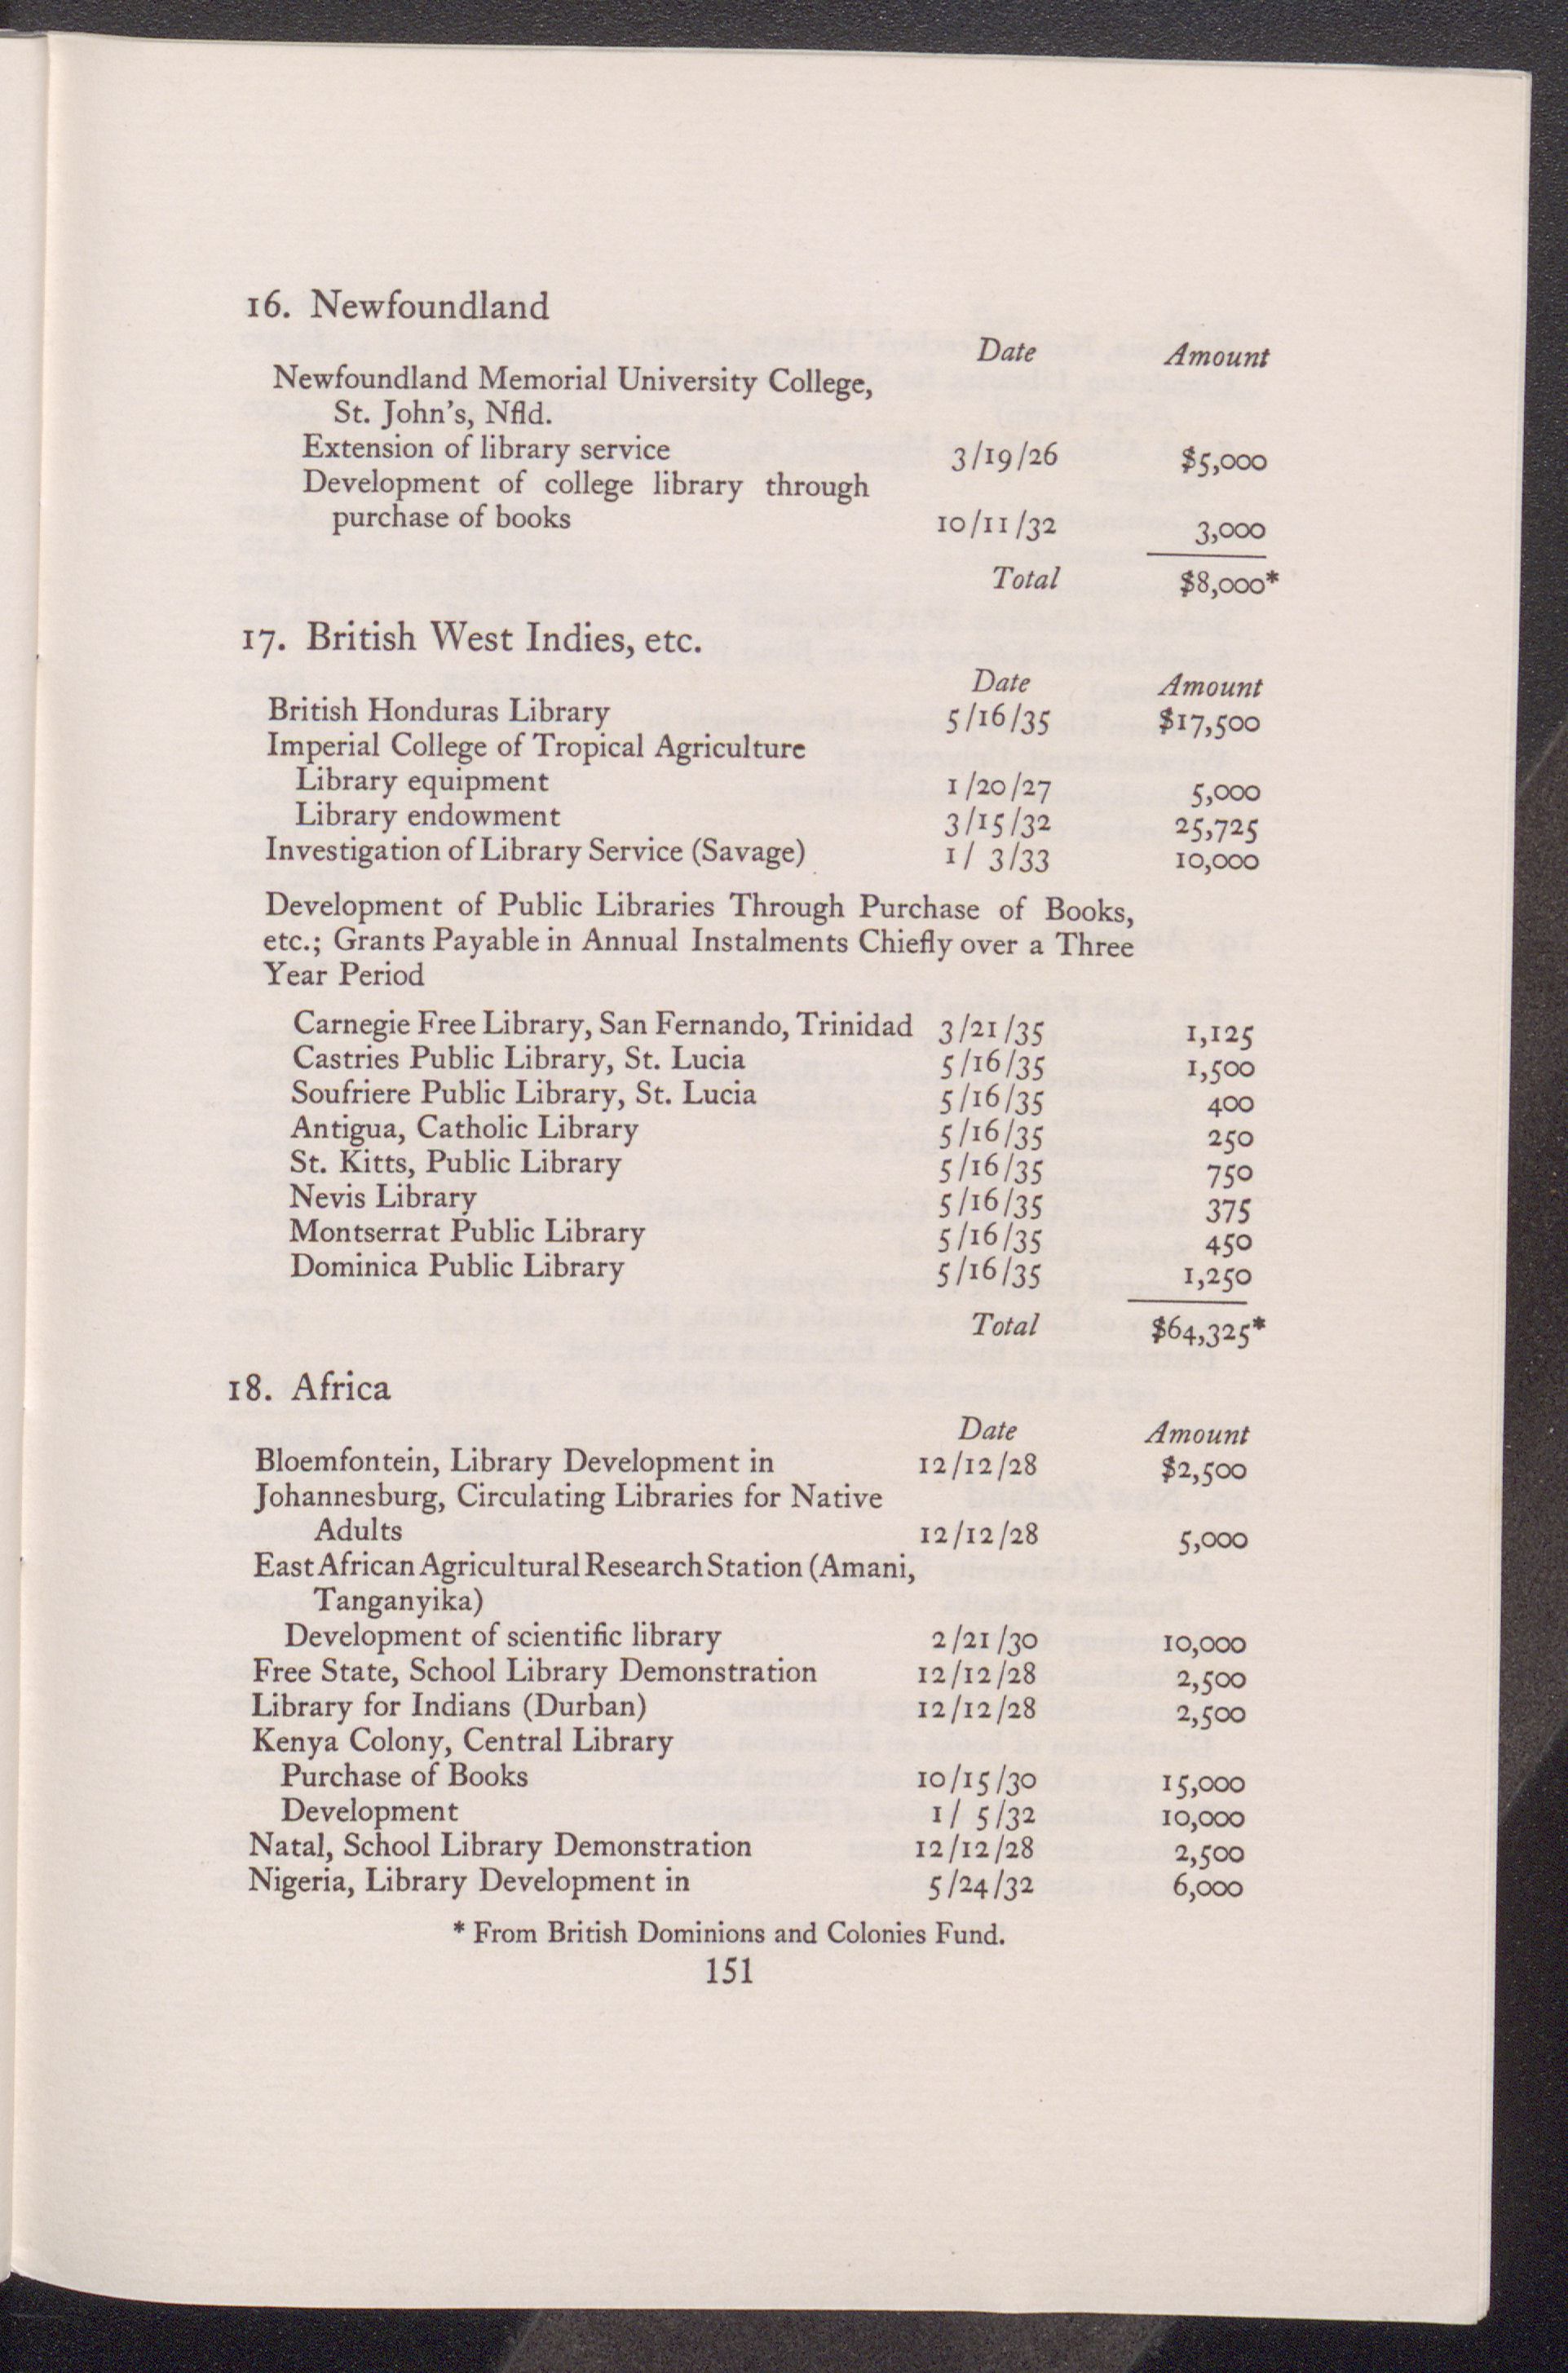 16. Newfoundland
Date Amount
Newfoundland Memorial University College,
St. John's, Nfld.
Extension of library service 3/19/26 $5,000
Development of college library through
purchase of books 10/11/32 3,000
Total $8,000*
17. British West Indies, etc.
Date Amount
British Honduras Library 5/16/35 $17,500
Imperial College of Tropical Agriculture
Library equipment 1/20/27 5,000
Library endowment 3/15/32 25,725
Investigation of Library Service (Savage) 1/ 3/33 10,000
Development of Public Libraries Through Purchase of Books,
etc.; Grants Payable in Annual Instalments Chiefly over a Three
Year Period
Carnegie Free Library, San Fernando, Trinidad 3/21/35 1,125
Castries Public Library, St. Lucia 5/16/35 1,500
Soufriere Public Library, St. Lucia 5/16/35 400
Antigua, Catholic Library 5/16/35 250
St. Kitts, Public Library 5/16/35 750
Nevis Library 5/16/35 375
Montserrat Public Library 5/16/35 450
Dominica Public Library 5/16/35 1,250
Total $64,325*
18. Africa
Date Amount
Bloemfontein, Library Development in 12/12/28 $2,500
Johannesburg, Circulating Libraries for Native
Adults 12/12/28 5,000
East African Agricultural Research Station (Amani,
Tanganyika)
Development of scientific library 2/21/30 10,000
Free State, School Library Demonstration 12/12/28 2,500
Library for Indians (Durban) 12/12/28 2,500
Kenya Colony, Central Library
Purchase of Books 10/15/30 15,000
Development 1/ 5/32 10,000
Natal, School Library Demonstration 12/12/28 2,500
Nigeria, Library Development in 5/24/32 6,000
* From British Dominions and Colonies Fund.
151